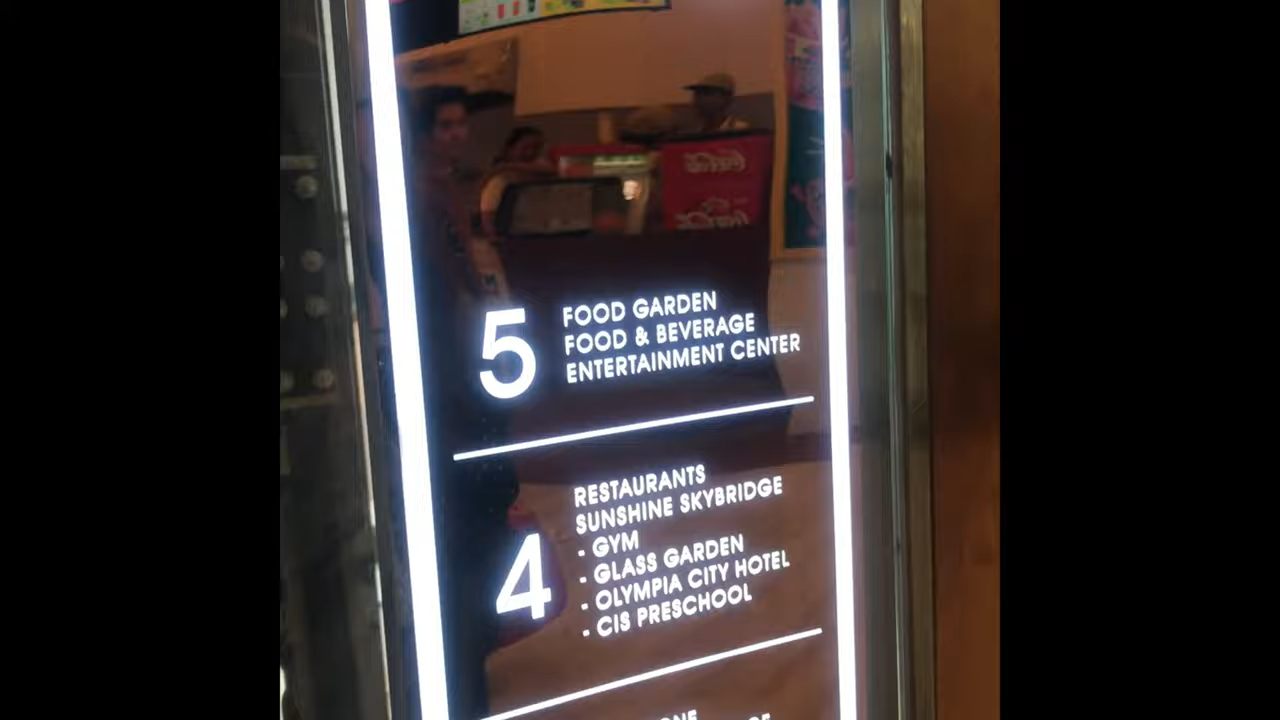 5
FOOD GARDEN
FOOD & BEVERAGE
ENTERTAINMENT CENTER
4
RESTAURANTS
SUNSHINE SKYBRIDGE
- GYM
- GLASS GARDEN
- OLYMPIA CITY HOTEL
- CIS PRESCHOOL